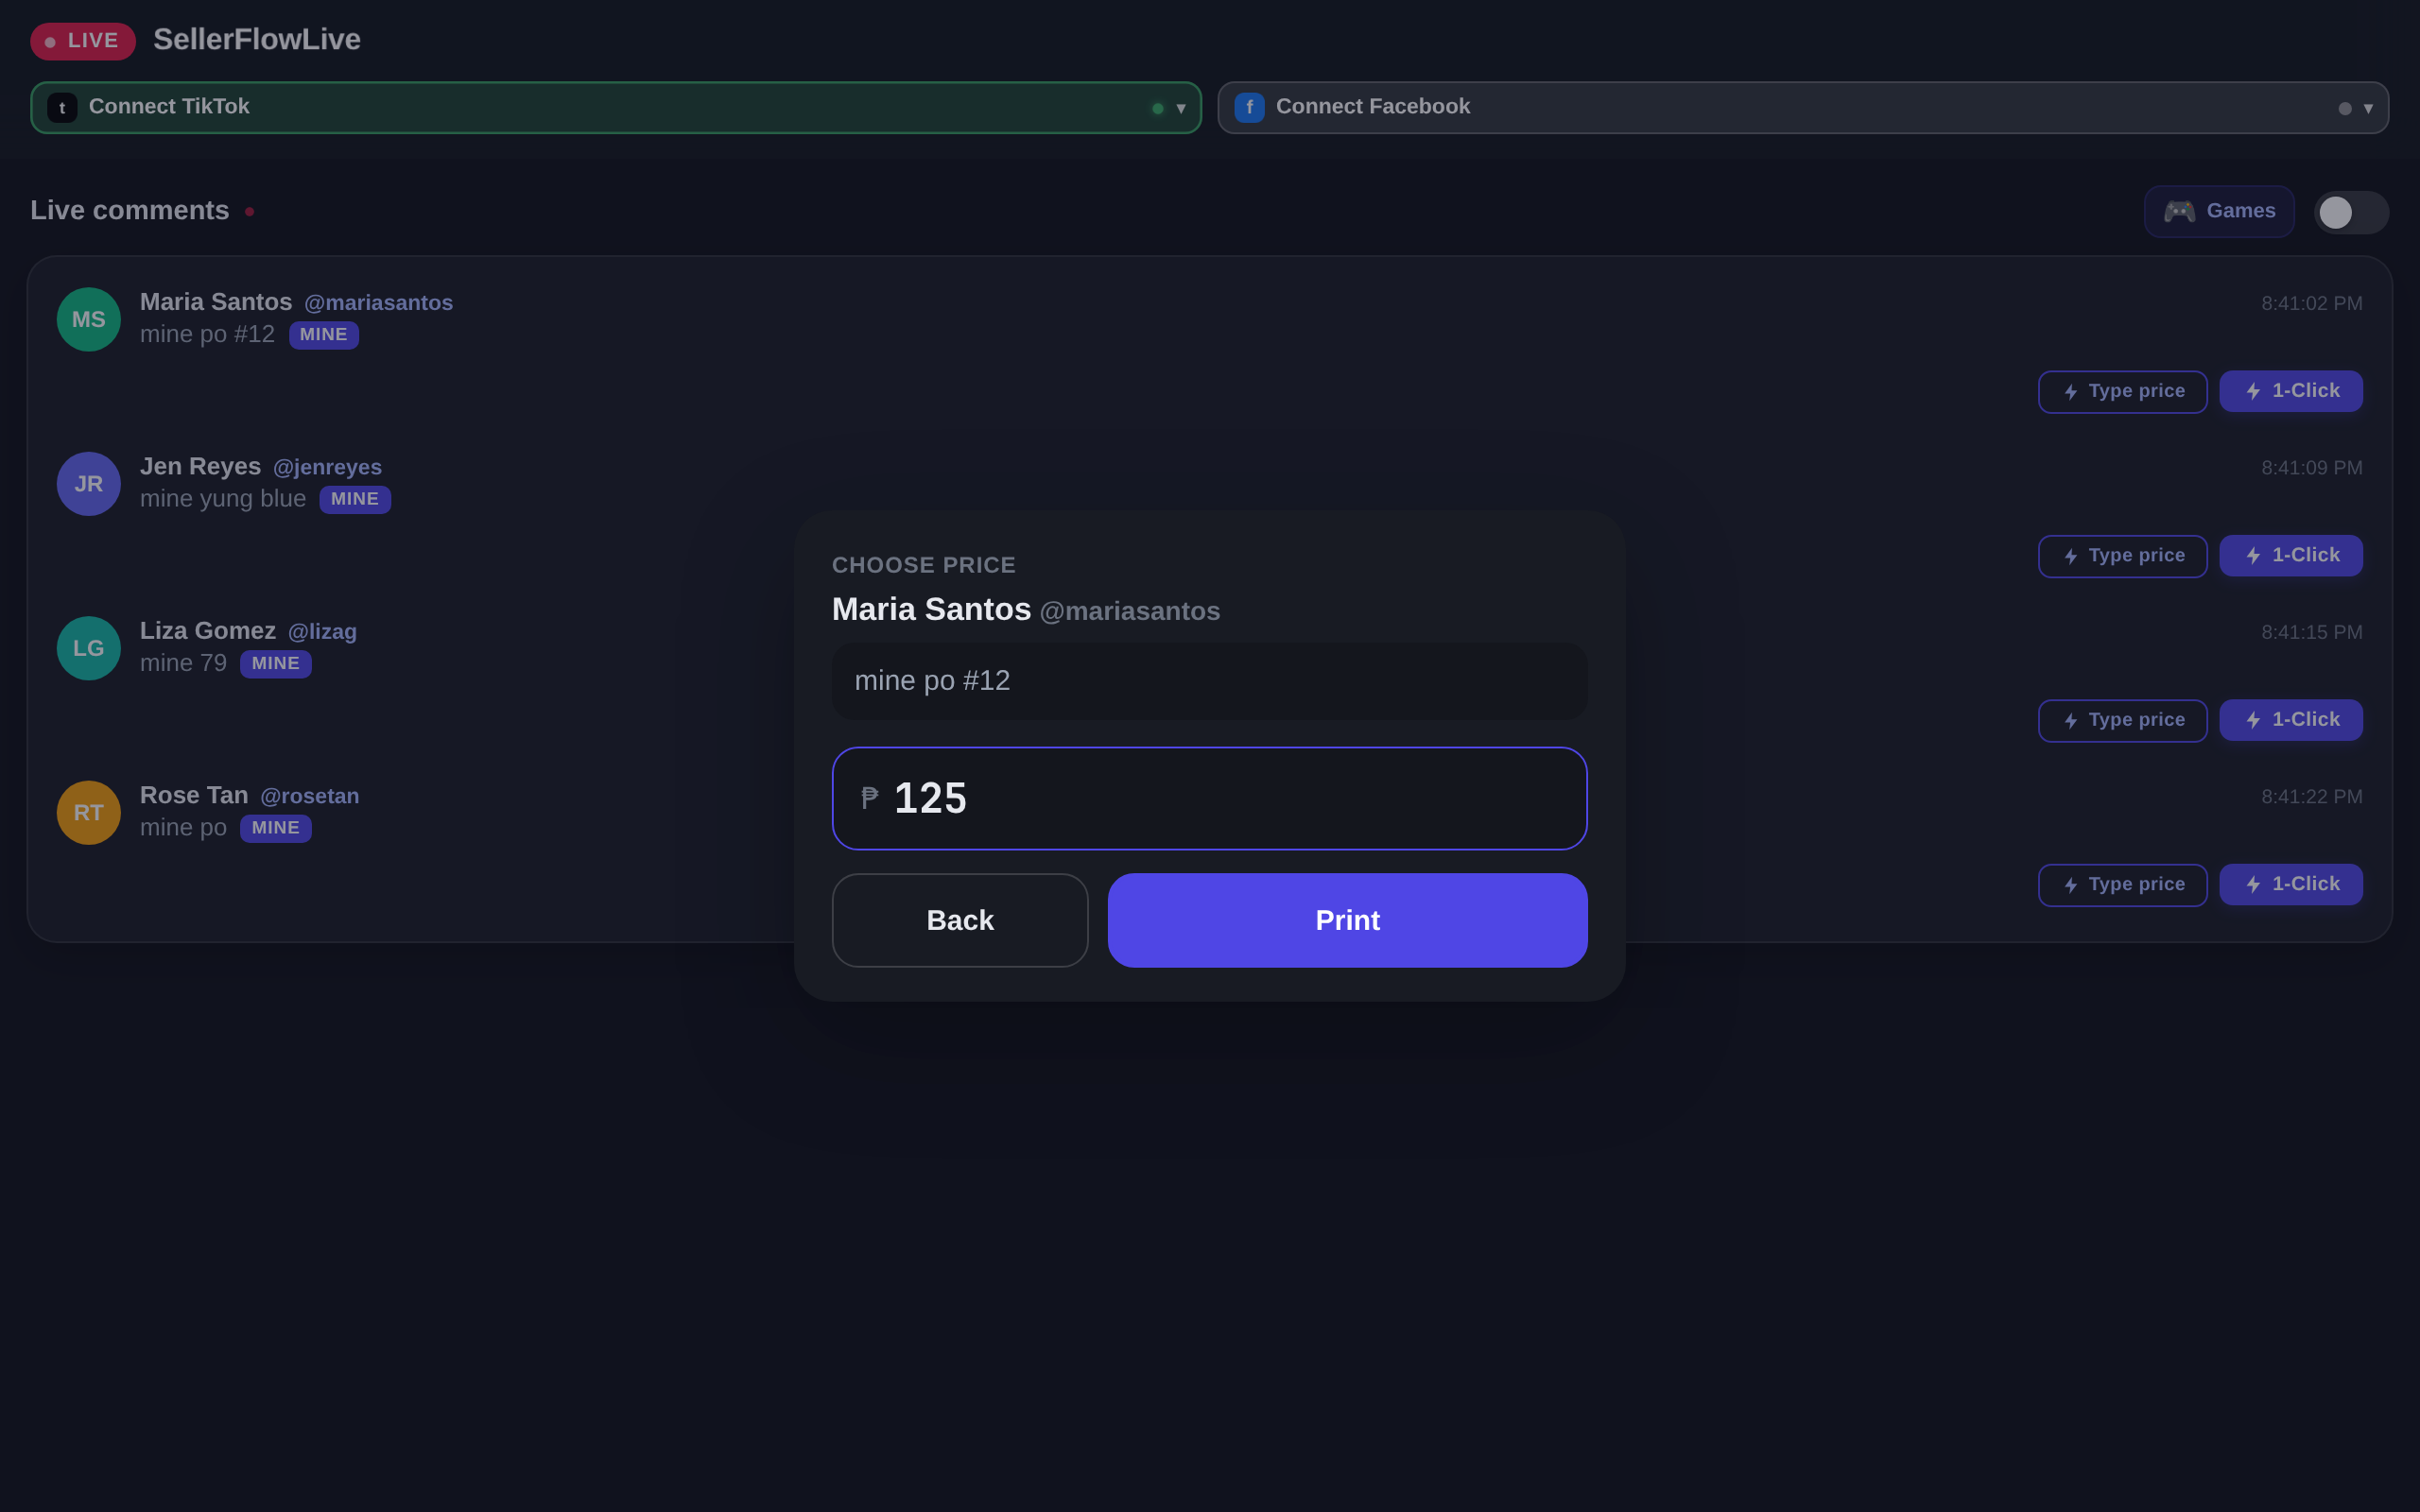 LIVE SellerFlowLive
t Connect TikTok ▾
f Connect Facebook ▾
Live comments
🎮 Games
MS Maria Santos @mariasantos 8:41:02 PM
mine po #12 MINE
Type price 1-Click
JR Jen Reyes @jenreyes 8:41:09 PM
mine yung blue MINE
Type price 1-Click
LG Liza Gomez @lizag 8:41:15 PM
mine 79 MINE
Type price 1-Click
RT Rose Tan @rosetan 8:41:22 PM
mine po MINE
Type price 1-Click
CHOOSE PRICE
Maria Santos @mariasantos
mine po #12
₱ 125
Back Print